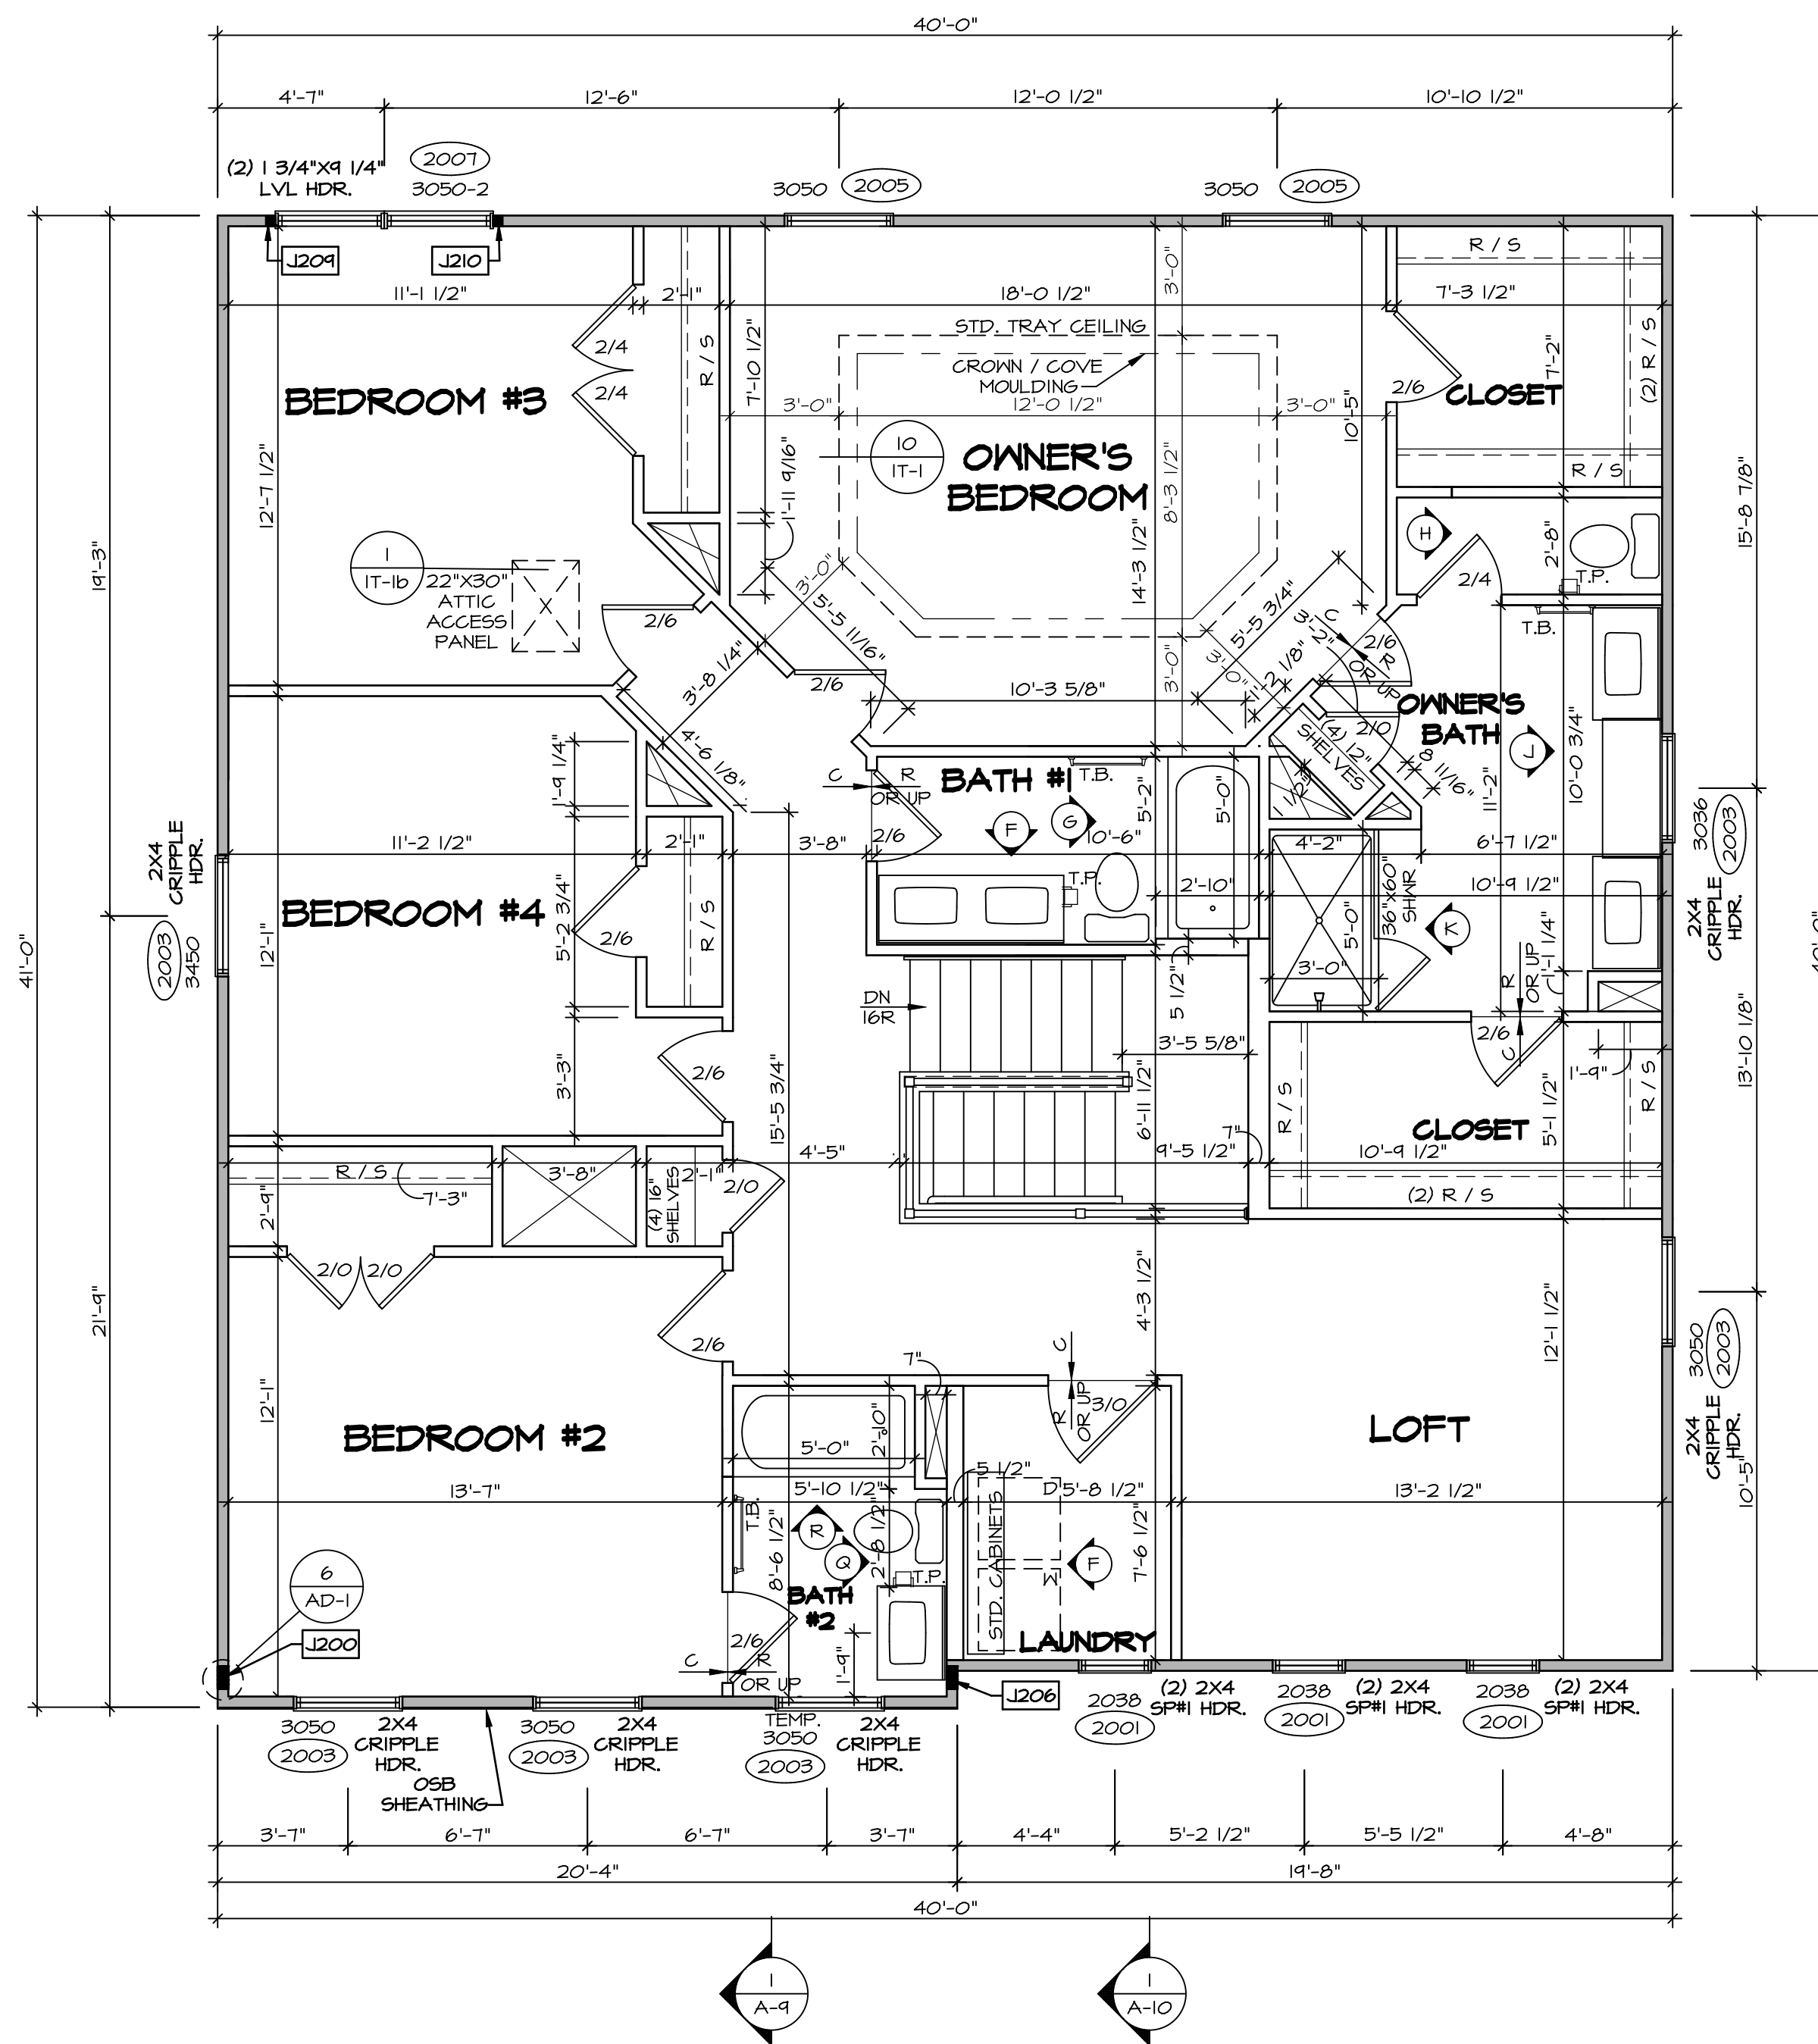 40'-0"
4'-7"
12'-6"
12'-0 1/2"
10'-10 1/2"
(2) 1 3/4"X9 1/4"
LVL HDR.
2007
3050-2
3050
2005
3050
2005
J209
J210
11'-1 1/2"
2'-1"
18'-0 1/2"
7'-3 1/2"
R / S
3'-0"
STD. TRAY CEILING
CROWN / COVE
MOULDING
2/4
2/4
R / S
7'-10 1/2"
BEDROOM #3
3'-0"
12'-0 1/2"
3'-0"
10'-5"
2/6
CLOSET
7'-2"
(2) R / S
R / S
10
IT-1
OWNER'S
BEDROOM
8'-3 1/2"
14'-3 1/2"
1'-11 9/16"
12'-7 1/2"
19'-3"
15'-8 7/8"
1
IT-1b
22"X30"
ATTIC
ACCESS
PANEL
H
2'-8"
2/4
T.P.
T.B.
2/6
3'-0"
5'-5 11/16"
3'-8 1/4"
2/6
5'-5 3/4"
3'-2"
C
2/6
R
OR UP
3'-0"
1'-2 1/8"
3'-0"
10'-3 5/8"
OWNER'S
BATH
J
2/0
(4) 12"
SHELVES
11'-2"
10'-0 3/4"
4'-6 1/8"
1'-9 1/4"
C
R
OR UP
2/6
BATH #1
T.B.
F
G
10'-6"
5'-2"
5'-0"
2X4
CRIPPLE
HDR.
2003
3450
11'-2 1/2"
2'-1"
3'-8"
4'-2"
6'-7 1/2"
3036
2003
2X4
CRIPPLE
HDR.
T.P.
2'-10"
10'-9 1/2"
36"X60"
SHWR
K
BEDROOM #4
5'-2 3/4"
R / S
2/6
12'-1"
41'-0"
5'-0"
3'-0"
1'-1 1/4"
R
OR UP
C
2/6
DN
16R
5 1/2"
3'-5 5/8"
1'-9"
R / S
13'-10 1/8"
3'-3"
2/6
15'-5 3/4"
6'-11 1/2"
R / S
CLOSET
5'-1 1/2"
7"
9'-5 1/2"
10'-9 1/2"
4'-5"
(2) R / S
R / S
7'-3"
3'-8"
2'-1"
(4) 16"
SHELVES
2/0
2'-9"
2/0
2/0
21'-9"
2/6
4'-3 1/2"
12'-1 1/2"
3050
2003
2X4
CRIPPLE
HDR.
7"
C
R
OR UP
3/0
12'-1"
BEDROOM #2
5'-0"
2'-10"
LOFT
5 1/2"
13'-7"
5'-10 1/2"
D
5'-8 1/2"
13'-2 1/2"
10'-5"
T.B.
8'-6 1/2"
R
Q
2'-8 1/2"
T.P.
STD. CABINETS
W
F
7'-6 1/2"
6
AD-1
BATH
#2
J200
2/6
C
R
OR UP
1'-9"
LAUNDRY
J206
3050
2003
2X4
CRIPPLE
HDR.
3050
2003
2X4
CRIPPLE
HDR.
TEMP.
3050
2003
2X4
CRIPPLE
HDR.
2038
2001
(2) 2X4
SP#1 HDR.
2038
2001
(2) 2X4
SP#1 HDR.
2038
2001
(2) 2X4
SP#1 HDR.
OSB
SHEATHING
3'-7"
6'-7"
6'-7"
3'-7"
4'-4"
5'-2 1/2"
5'-5 1/2"
4'-8"
20'-4"
19'-8"
40'-0"
1
A-9
1
A-10